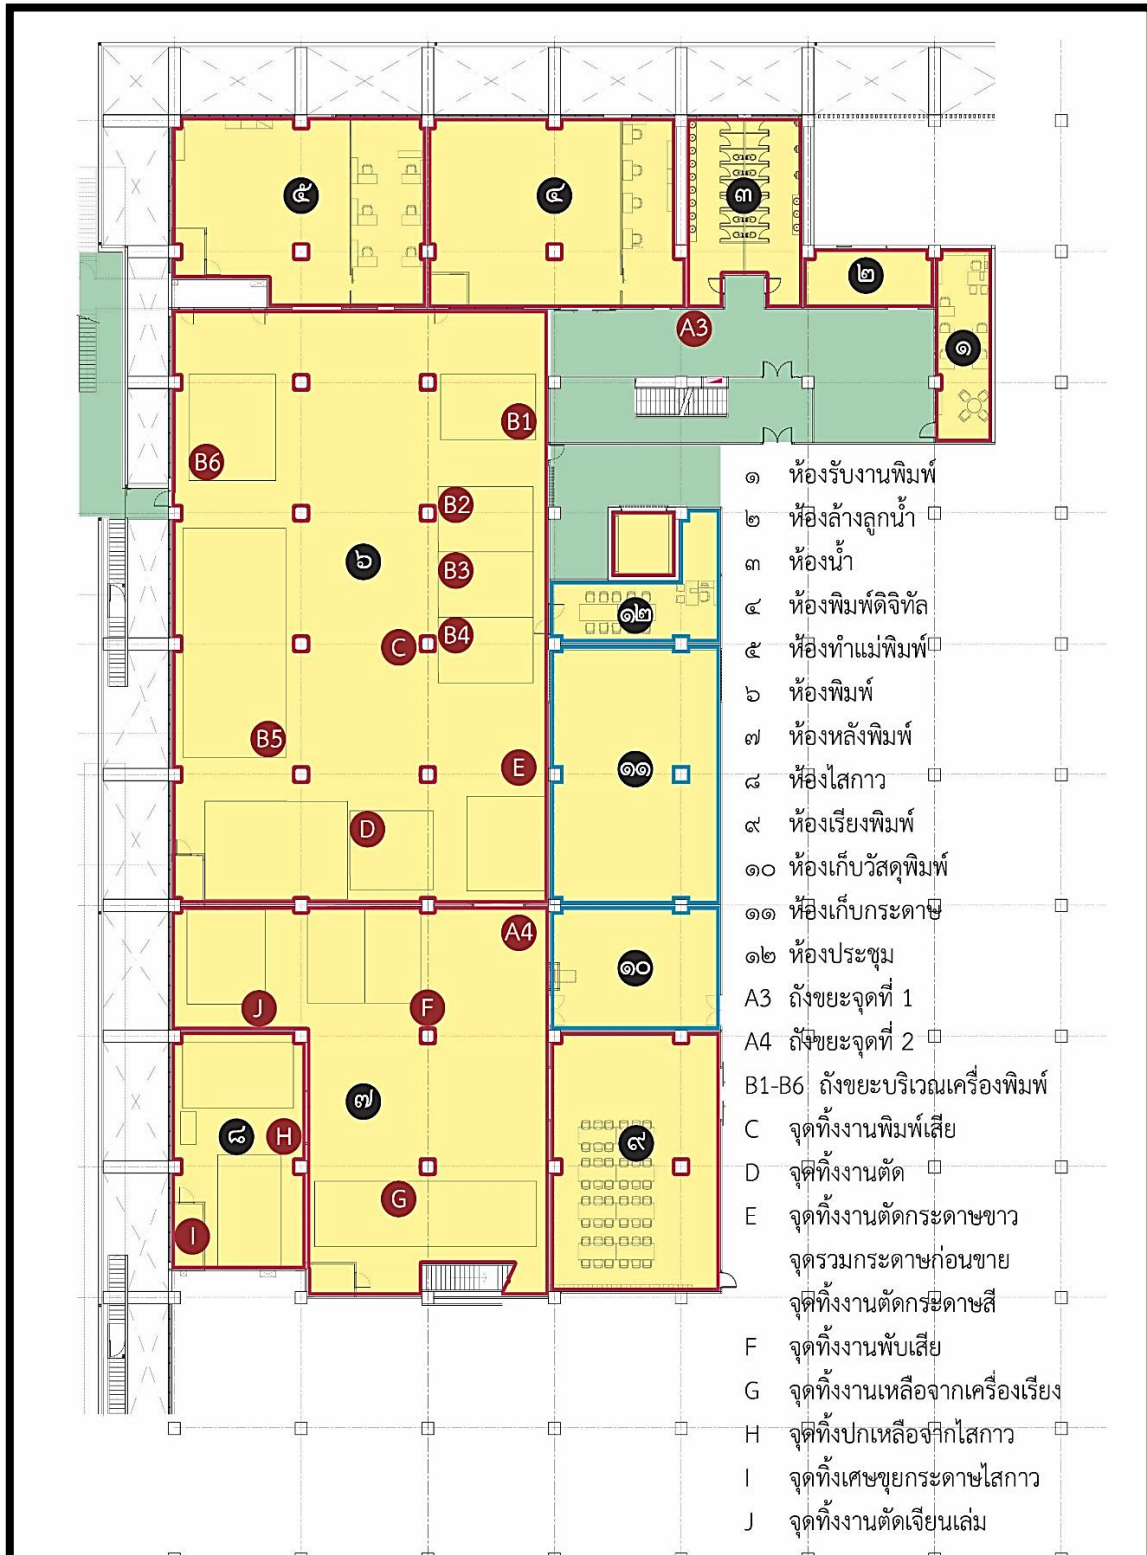 ๕
๔
๓
๒
๑
A3
B1
B6
B2
B3
B4
๖
C
๑๒
B5
E
๑๑
D
A4
๑๐
J
F
๗
๘
H
๙
G
I
๑ ห้องรับงานพิมพ์
๒ ห้องล้างลูกน้ำ
๓ ห้องน้ำ
๔ ห้องพิมพ์ดิจิทัล
๕ ห้องทำแม่พิมพ์
๖ ห้องพิมพ์
๗ ห้องหลังพิมพ์
๘ ห้องไสกาว
๙ ห้องเรียงพิมพ์
๑๐ ห้องเก็บวัสดุพิมพ์
๑๑ ห้องเก็บกระดาษ
๑๒ ห้องประชุม
A3 ถังขยะจุดที่ 1
A4 ถังขยะจุดที่ 2
B1-B6 ถังขยะบริเวณเครื่องพิมพ์
C จุดทิ้งงานพิมพ์เสีย
D จุดทิ้งงานตัด
E จุดทิ้งงานตัดกระดาษขาว
จุดรวมกระดาษก่อนขาย
จุดทิ้งงานตัดกระดาษสี
F จุดทิ้งงานพับเสีย
G จุดทิ้งงานเหลือจากเครื่องเรียง
H จุดทิ้งปกเหลือจากไสกาว
I จุดทิ้งเศษขุยกระดาษไสกาว
J จุดทิ้งงานตัดเจียนเล่ม